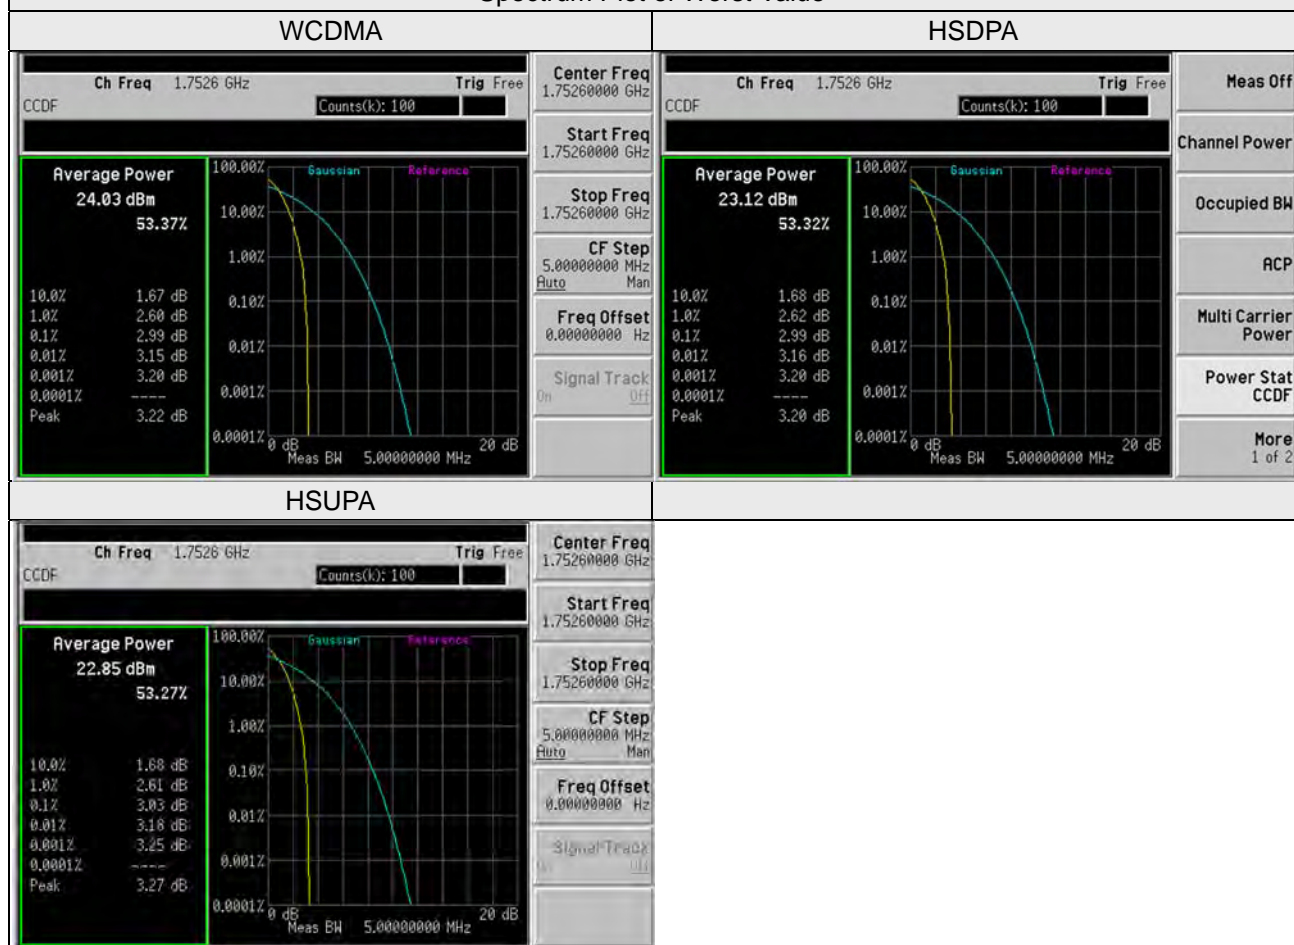 Spectrum Plot of Worst Value
WCDMA
HSDPA
Ch Freq 1.7526 GHz Trig Free
CCDF Counts(k): 100
Average Power
24.03 dBm
53.37%
10.0% 1.67 dB
1.0% 2.60 dB
0.1% 2.99 dB
0.01% 3.15 dB
0.001% 3.20 dB
0.0001% ----
Peak 3.22 dB
Gaussian Reference
100.00%
10.00%
1.00%
0.10%
0.01%
0.001%
0.0001%
0 dB 20 dB
Meas BW 5.00000000 MHz
Center Freq
1.75260000 GHz
Start Freq
1.75260000 GHz
Stop Freq
1.75260000 GHz
CF Step
5.00000000 MHz
Auto Man
Freq Offset
0.00000000 Hz
Signal Track
On Off
Ch Freq 1.7526 GHz Trig Free
CCDF Counts(k): 100
Average Power
23.12 dBm
53.32%
10.0% 1.68 dB
1.0% 2.62 dB
0.1% 2.99 dB
0.01% 3.16 dB
0.001% 3.20 dB
0.0001% ----
Peak 3.20 dB
Gaussian Reference
100.00%
10.00%
1.00%
0.10%
0.01%
0.001%
0.0001%
0 dB 20 dB
Meas BW 5.00000000 MHz
Meas Off
Channel Power
Occupied BW
ACP
Multi Carrier
Power
Power Stat
CCDF
More
1 of 2
HSUPA
Ch Freq 1.7526 GHz Trig Free
CCDF Counts(k): 100
Average Power
22.85 dBm
53.27%
10.0% 1.68 dB
1.0% 2.61 dB
0.1% 3.03 dB
0.01% 3.18 dB
0.001% 3.25 dB
0.0001% ----
Peak 3.27 dB
Gaussian Reference
100.00%
10.00%
1.00%
0.10%
0.01%
0.001%
0.0001%
0 dB 20 dB
Meas BW 5.00000000 MHz
Center Freq
1.75260000 GHz
Start Freq
1.75260000 GHz
Stop Freq
1.75260000 GHz
CF Step
5.00000000 MHz
Auto Man
Freq Offset
0.00000000 Hz
Signal Track